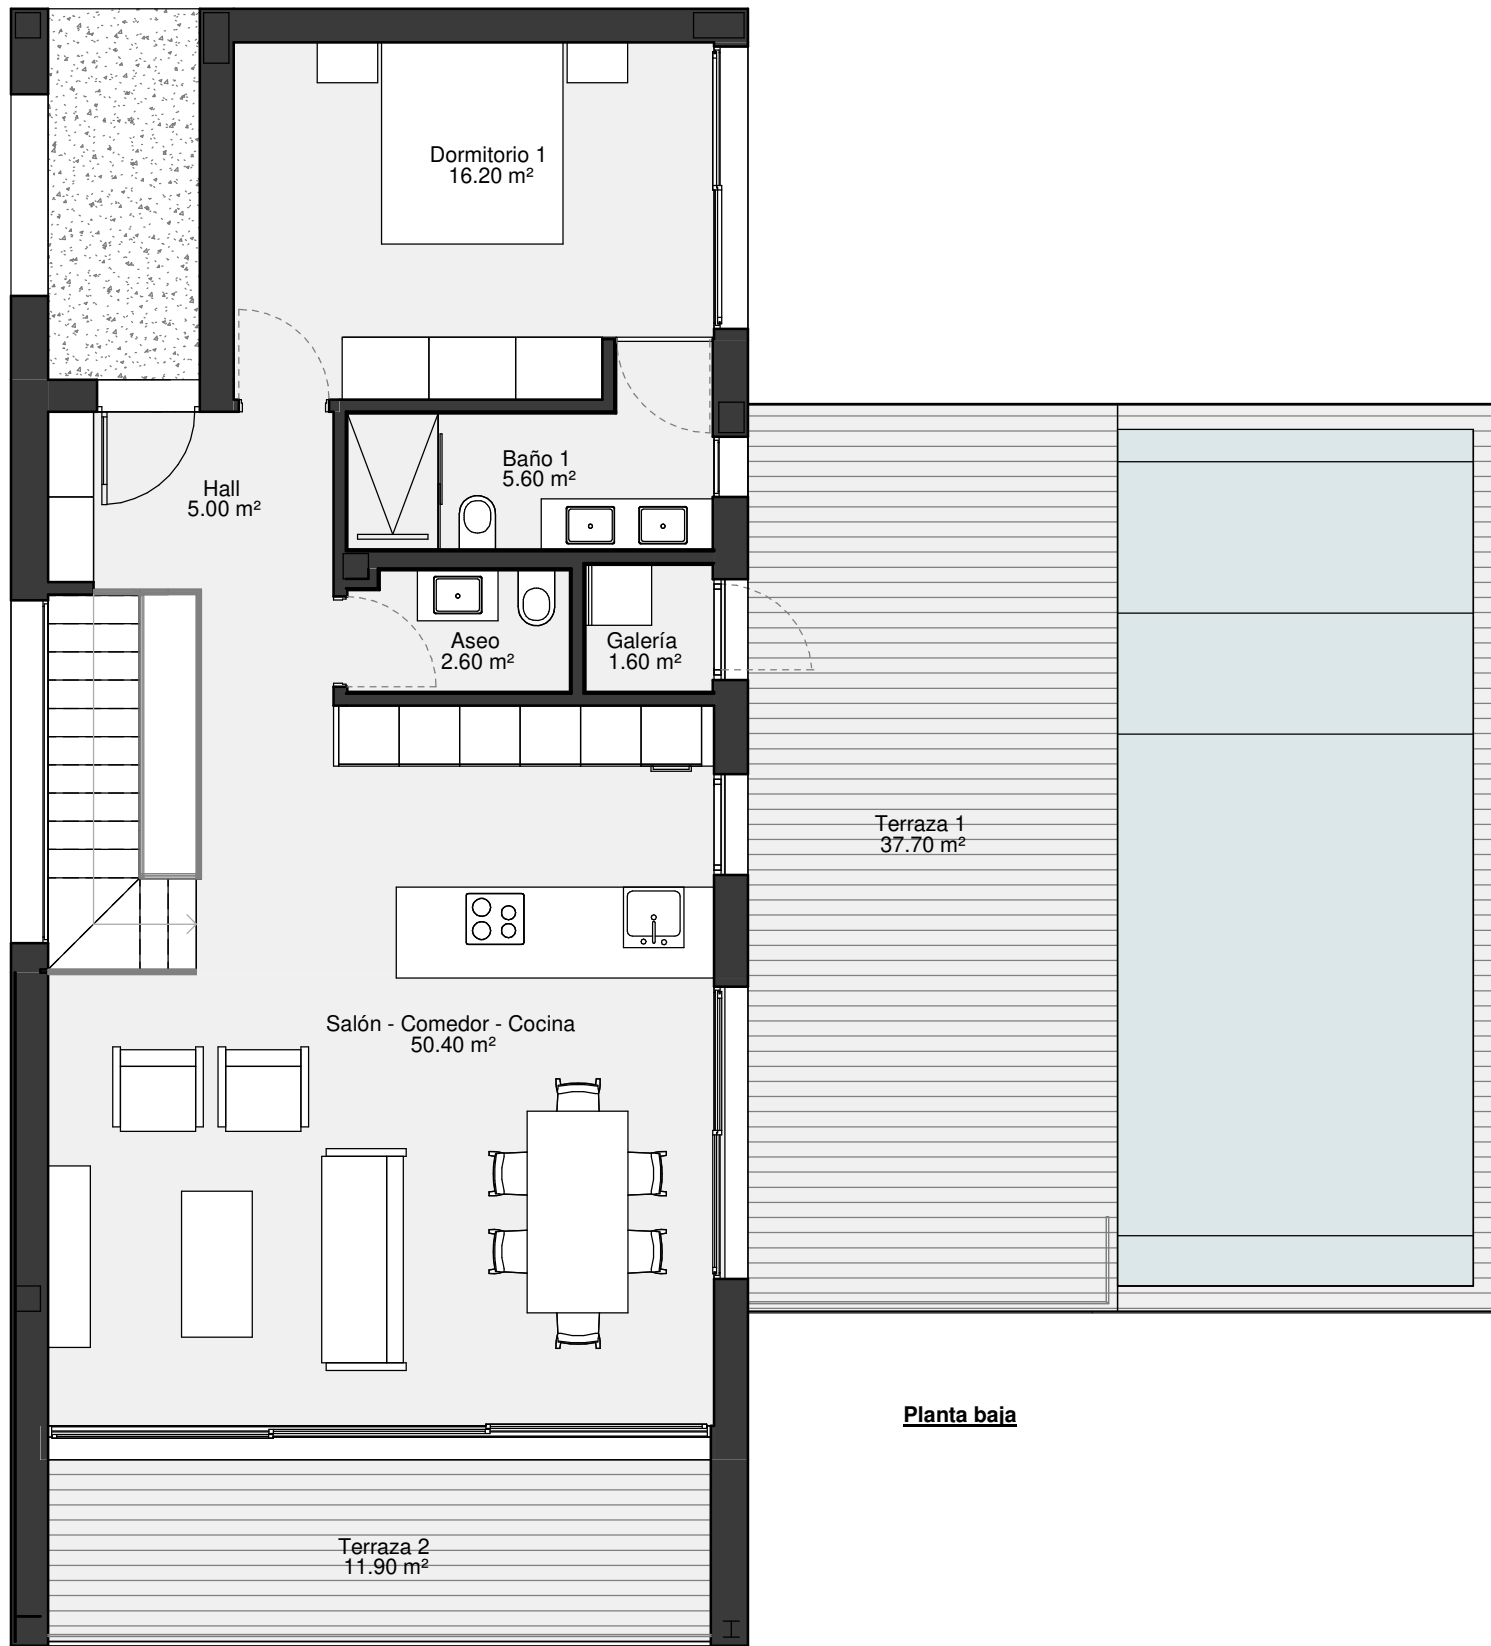 Dormitorio 1
16.20 m²
Baño 1
5.60 m²
Hall
5.00 m²
Aseo
2.60 m²
Galería
1.60 m²
Terraza 1
37.70 m²
Salón - Comedor - Cocina
50.40 m²
Planta baja
Terraza 2
11.90 m²